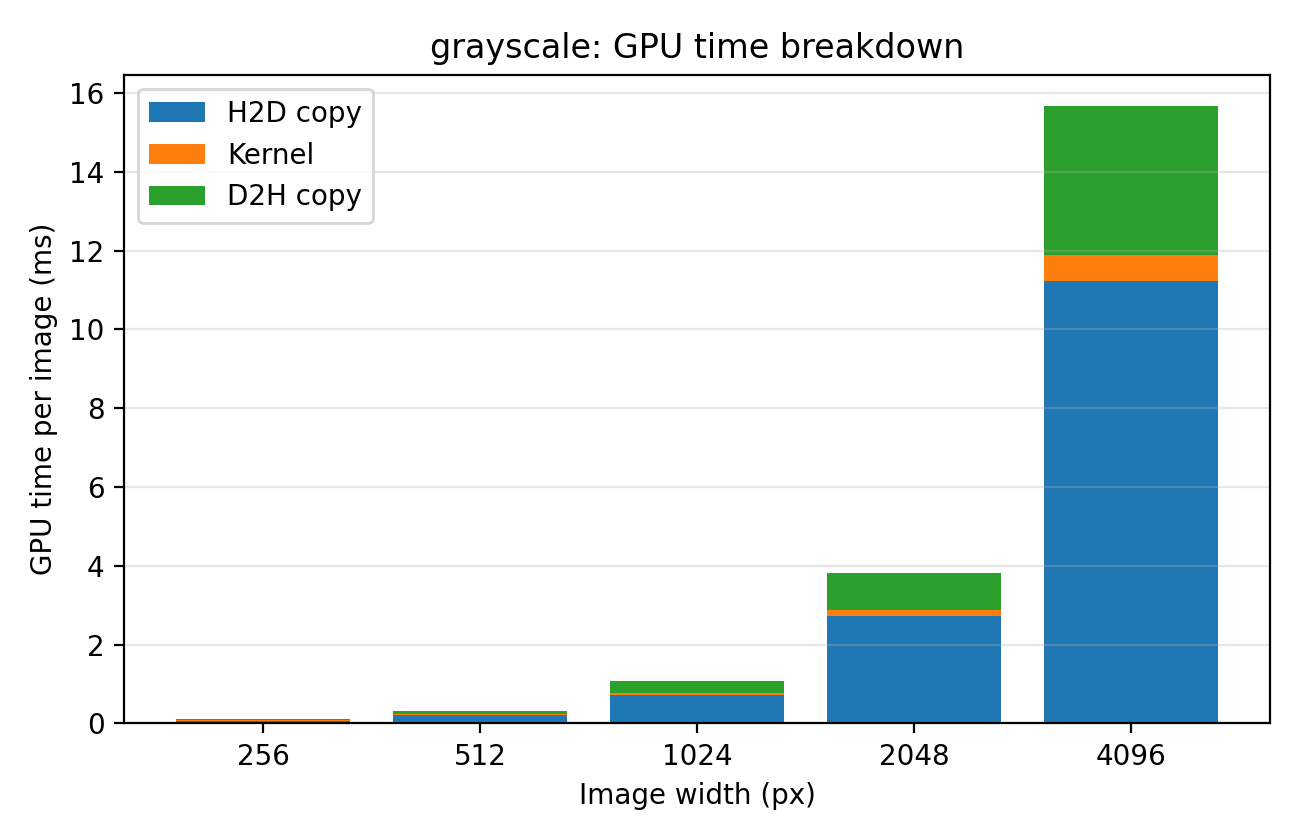 grayscale: GPU time breakdown
H2D copy
Kernel
D2H copy
GPU time per image (ms)
16
14
12
10
8
6
4
2
0
256 512 1024 2048 4096
Image width (px)